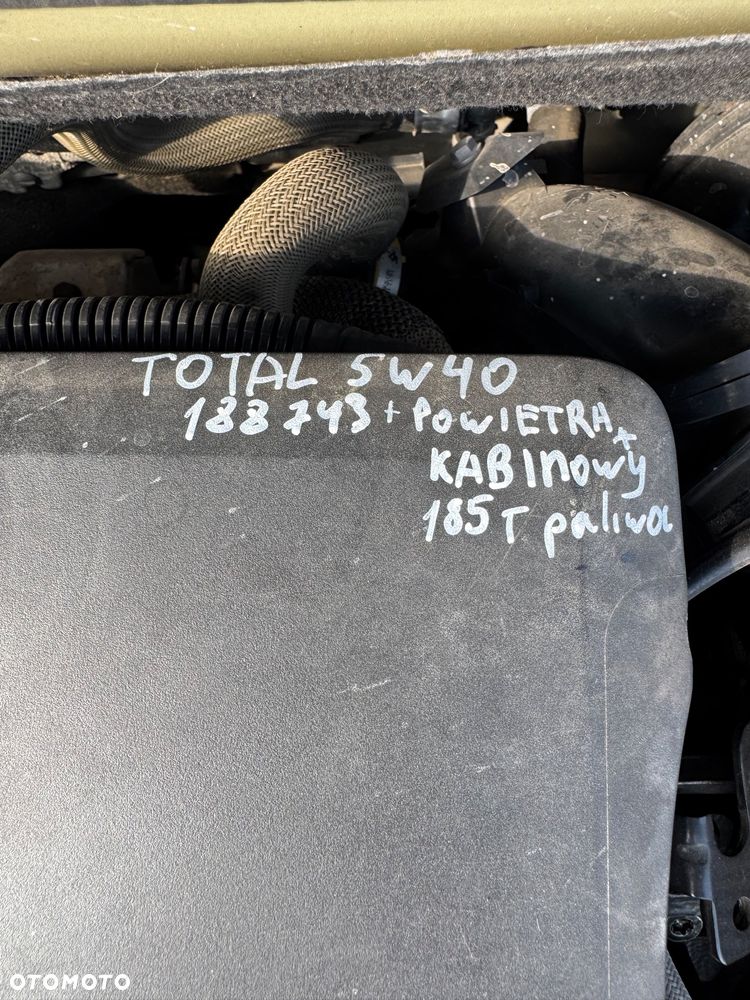 TOTAL 5W40
188 743 + POWIETRA +
KABINOWY
185 T paliwa
OTOMOTO